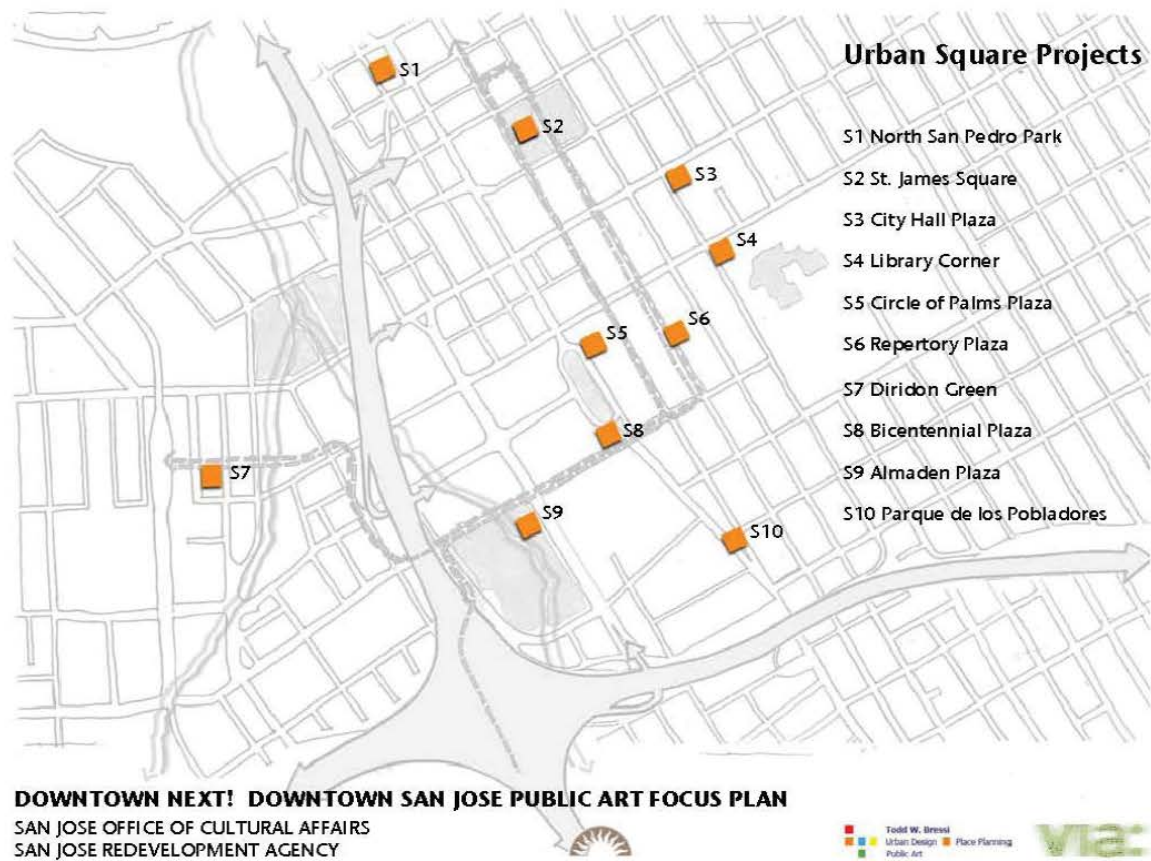 Urban Square Projects
S1 North San Pedro Park
S2 St. James Square
S3 City Hall Plaza
S4 Library Corner
S5 Circle of Palms Plaza
S6 Repertory Plaza
S7 Diridon Green
S8 Bicentennial Plaza
S9 Almaden Plaza
S10 Parque de los Pobladores
S1
S2
S3
S4
S5
S6
S7
S8
S9
S10
DOWNTOWN NEXT! DOWNTOWN SAN JOSE PUBLIC ART FOCUS PLAN
SAN JOSE OFFICE OF CULTURAL AFFAIRS
SAN JOSE REDEVELOPMENT AGENCY
Todd W. Bressi
Urban Design Place Planning
Public Art
via: